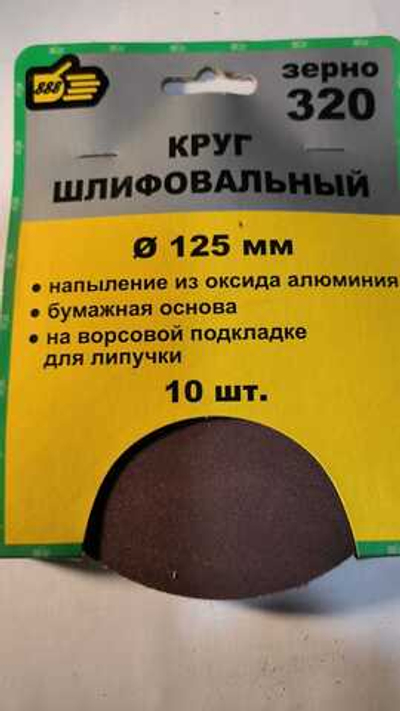 888
зерно
320
КРУГ
ШЛИФОВАЛЬНЫЙ
Ø 125 мм
• напыление из оксида алюминия
• бумажная основа
• на ворсовой подкладке
для липучки
10 шт.